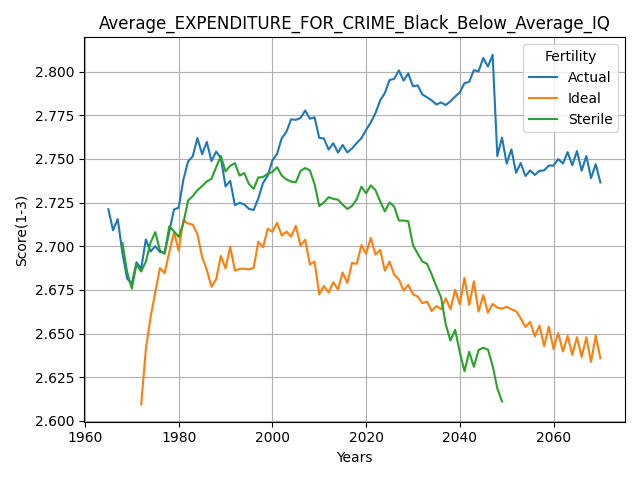 Average_EXPENDITURE_FOR_CRIME_Black_Below_Average_IQ
Score(1-3)
2.800
2.775
2.750
2.725
2.700
2.675
2.650
2.625
2.600
Fertility
Actual
Ideal
Sterile
1960 1980 2000 2020 2040 2060
Years